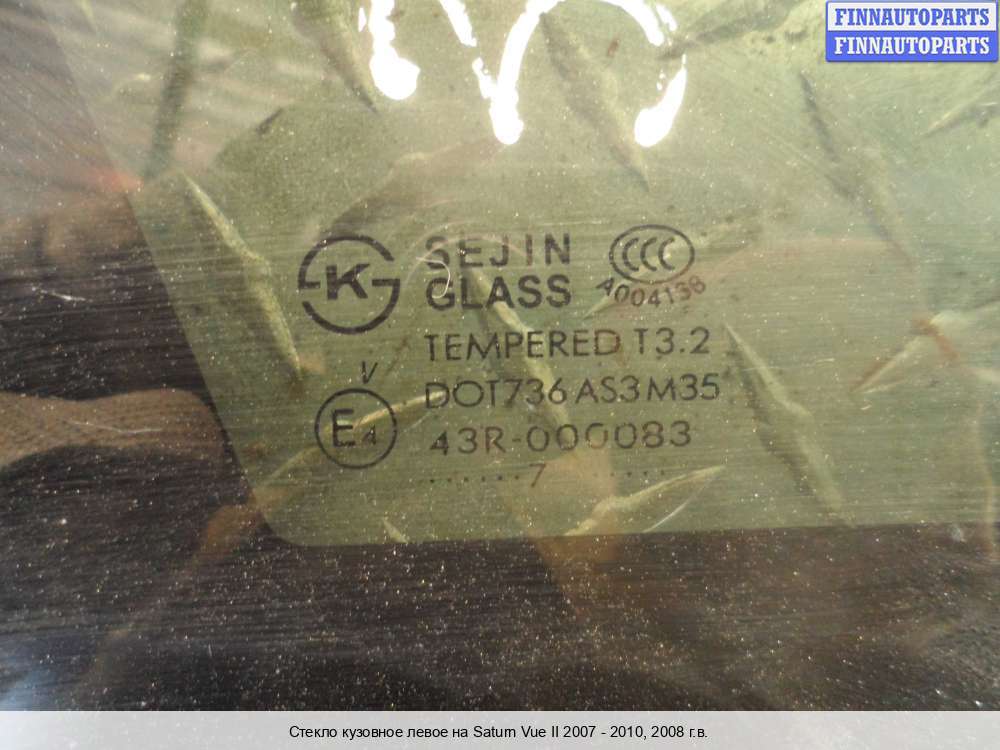 FINNAUTOPARTS
FINNAUTOPARTS
K
SEJIN
GLASS
CCC
A004138
TEMPERED T3.2
V
DOT736 AS3 M35
E4
43R-000083
.......7 ....
Стекло кузовное левое на Saturn Vue II 2007 - 2010, 2008 г.в.